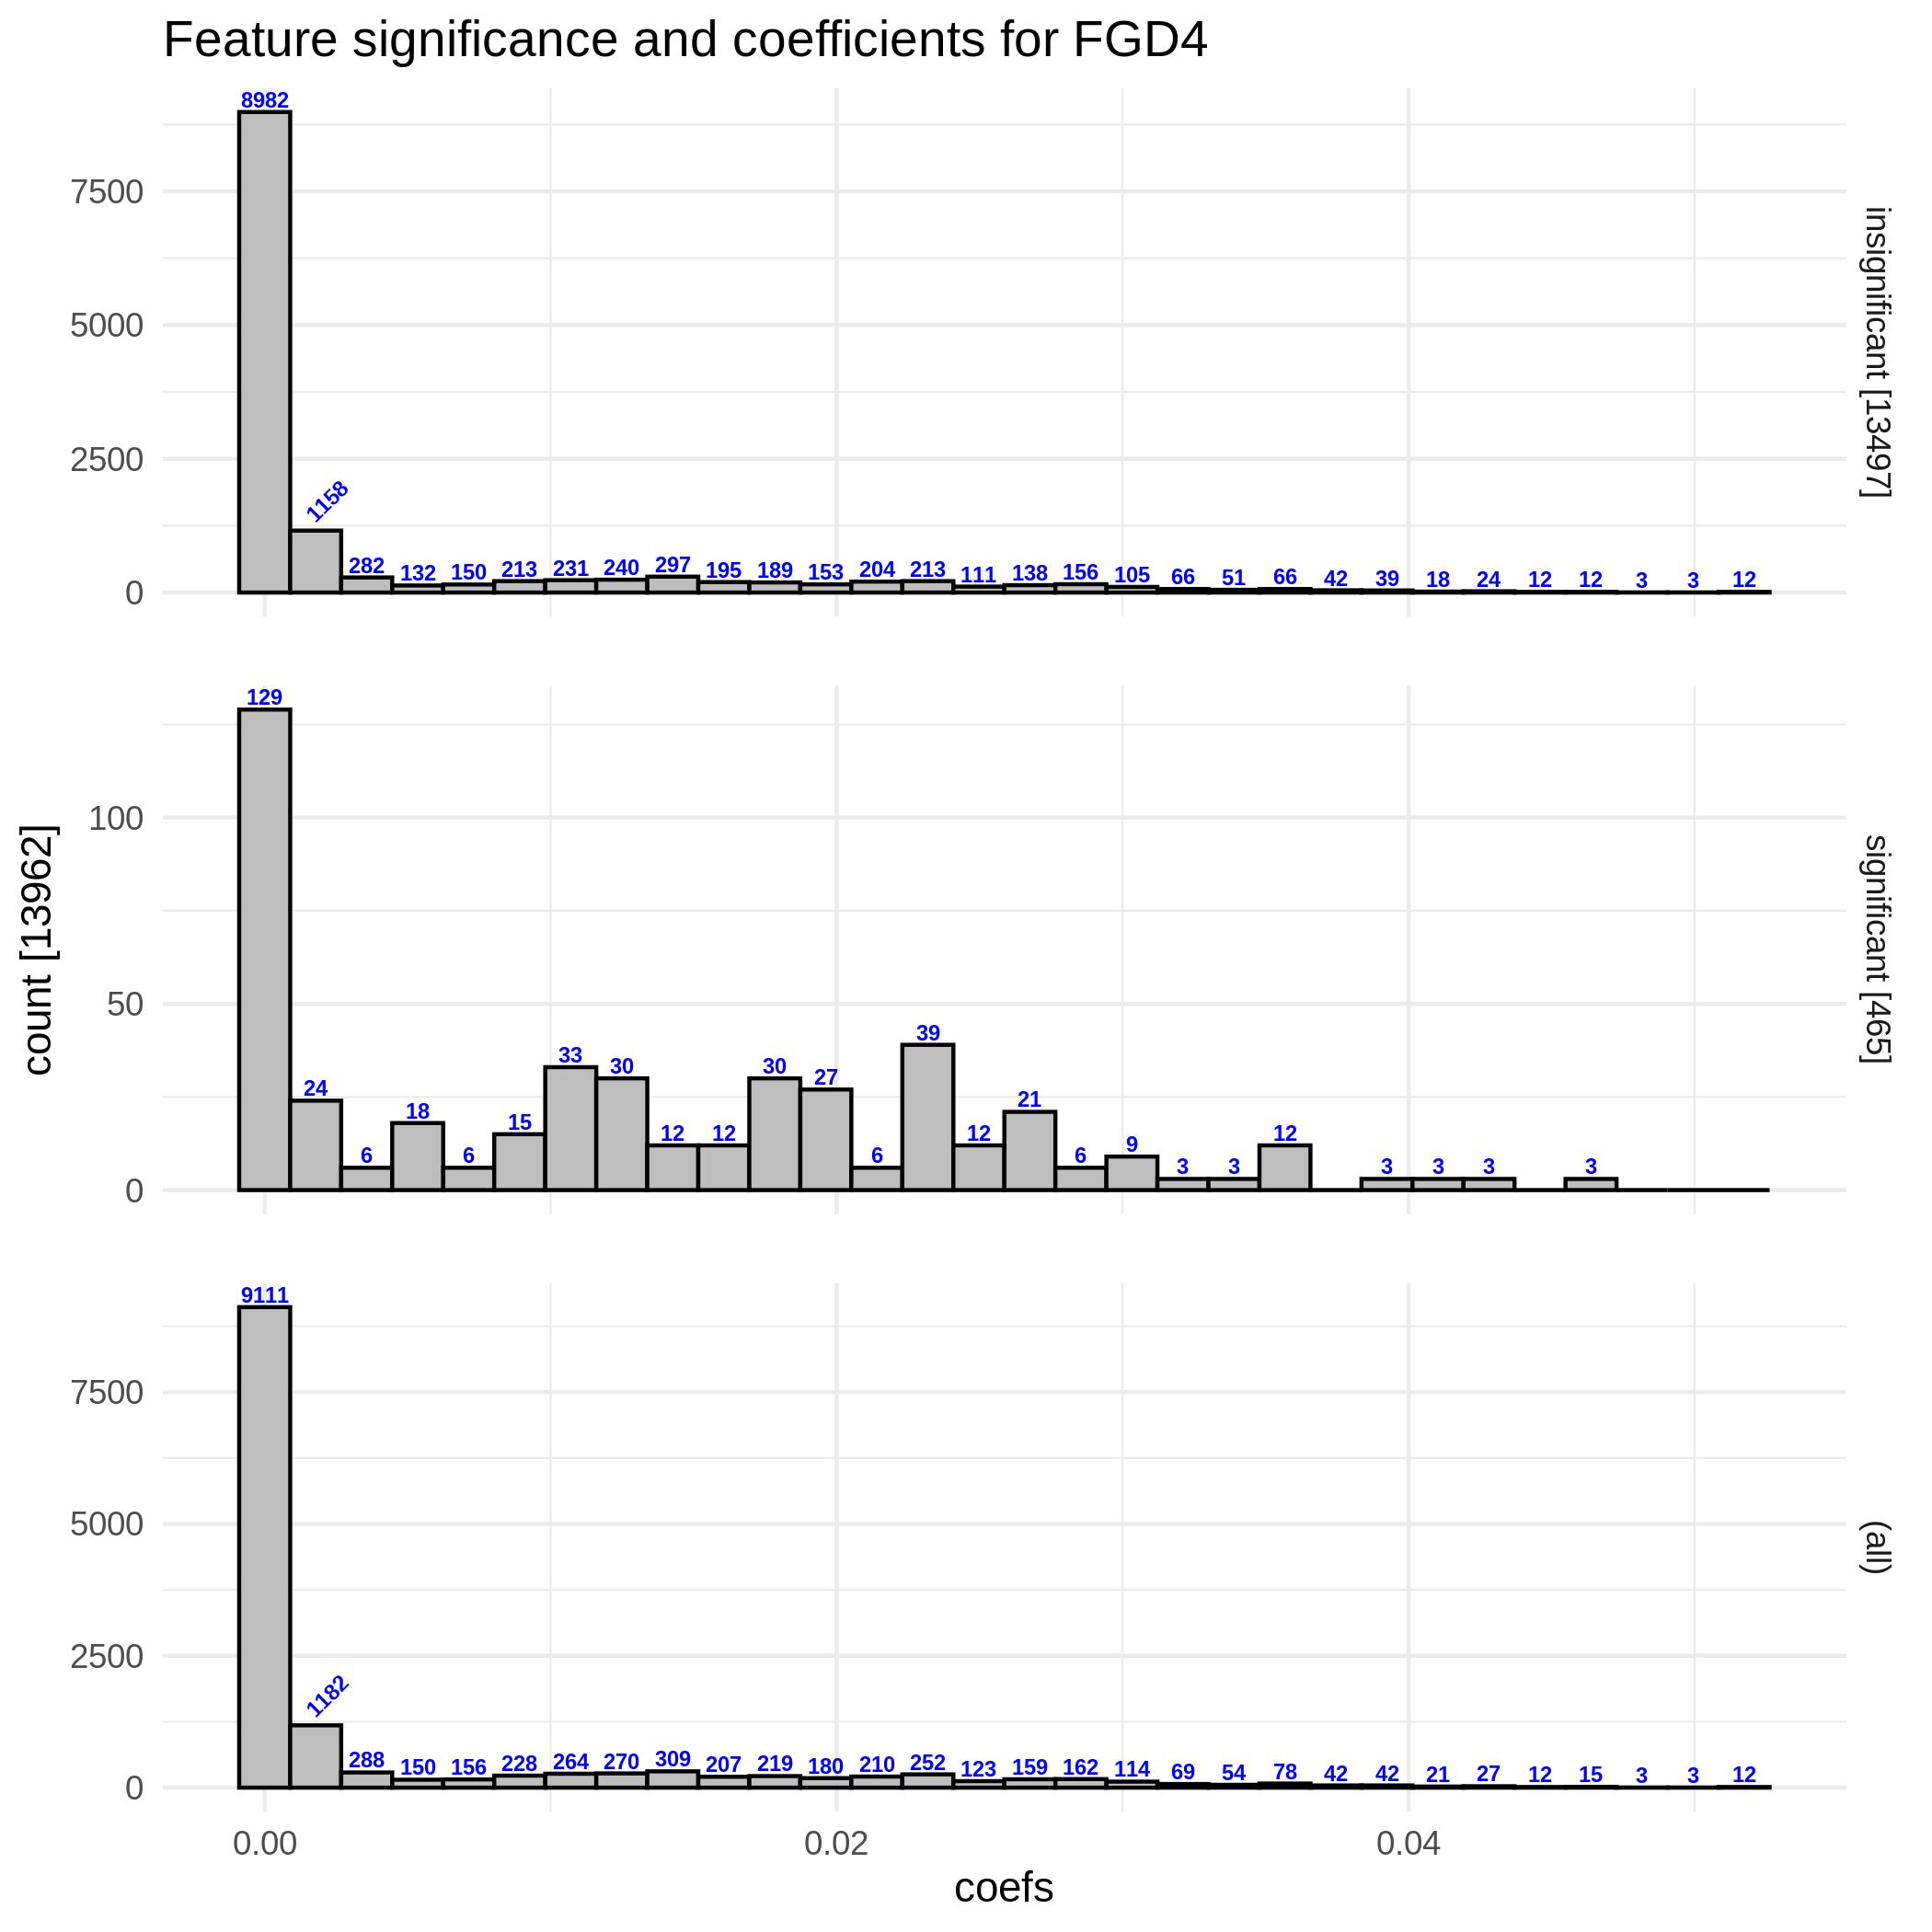 Feature significance and coefficients for FGD4
8982
7500
5000
2500
1158
282 132 150 213 231 240 297 195 189 153 204 213 111 138 156 105 66 51 66 42 39 18 24 12 12 3 3 12
0
insignificant [13497]
129
100
50
39
33 30 30 27
24 21
18 15 12 12 12 12
6 6 6 6 9 3 3 3 3 3 3
0
significant [465]
count [13962]
9111
7500
5000
2500
1182
288 150 156 228 264 270 309 207 219 180 210 252 123 159 162 114 69 54 78 42 42 21 27 12 15 3 3 12
0
(all)
0.00 0.02 0.04
coefs